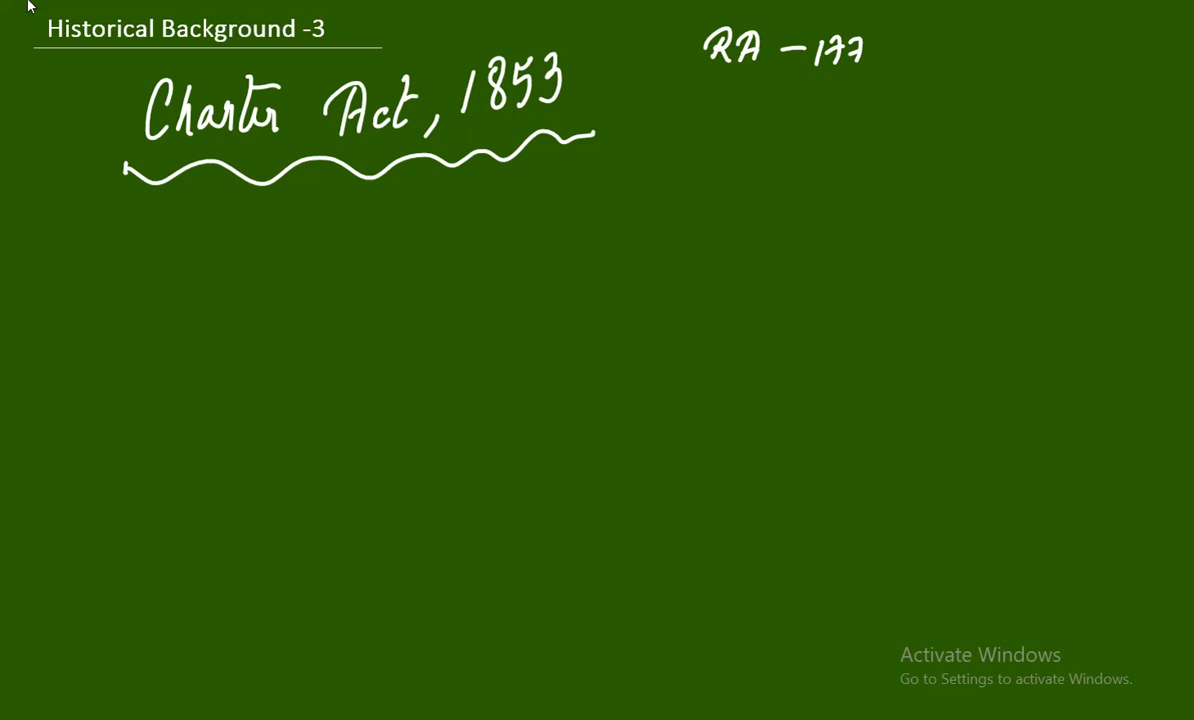 Historical Background -3
RA - 177
Charter Act, 1853
Activate Windows
Go to Settings to activate Windows.